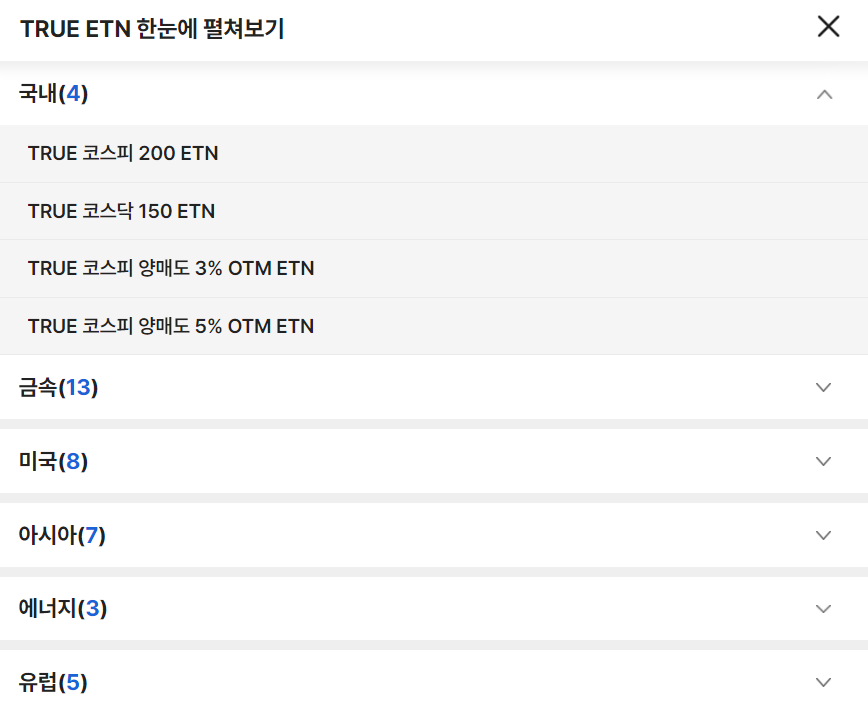 TRUE ETN 한눈에 펼쳐보기
국내(4)
TRUE 코스피 200 ETN
TRUE 코스닥 150 ETN
TRUE 코스피 양매도 3% OTM ETN
TRUE 코스피 양매도 5% OTM ETN
금속(13)
미국(8)
아시아(7)
에너지(3)
유럽(5)